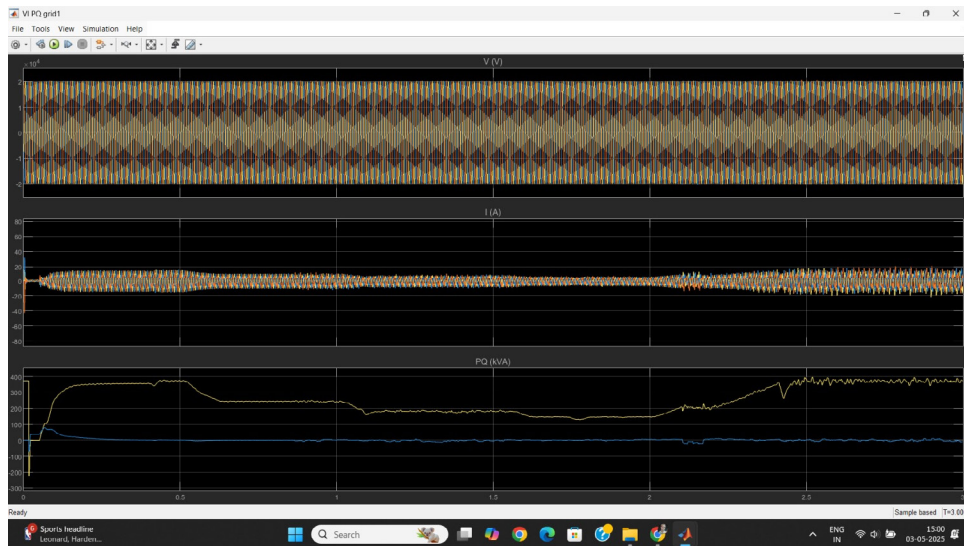 VI PQ grid1
File Tools View Simulation Help
V (V)
×10⁴
2
1
0
-1
-2
I (A)
80
60
40
20
0
-20
-40
-60
-80
PQ (kVA)
400
300
200
100
0
-100
-200
-300
0 0.5 1 1.5 2 2.5 3
Ready Sample based T=3.00
Sports headline
Leonard, Harden...
Search
ENG
IN
15:00
03-05-2025